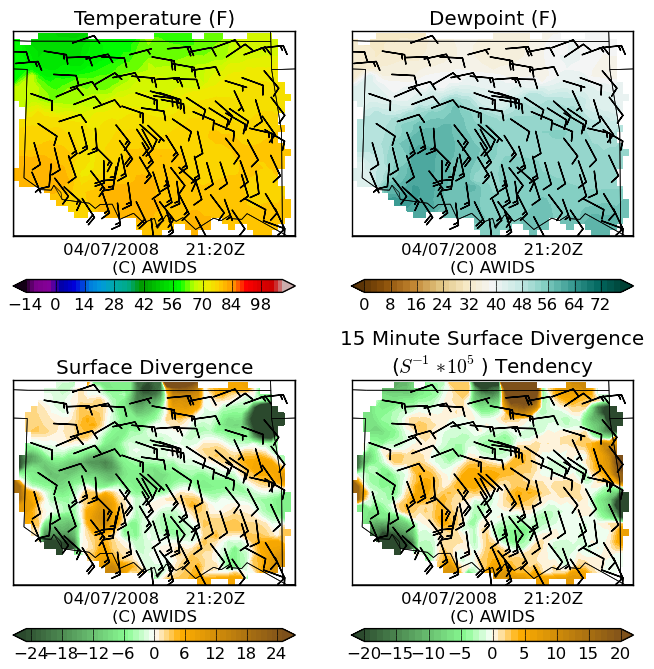 Temperature (F)
Dewpoint (F)
04/07/2008 21:20Z
(C) AWIDS
04/07/2008 21:20Z
(C) AWIDS
−14 0 14 28 42 56 70 84 98
0 8 16 24 32 40 48 56 64 72
Surface Divergence
15 Minute Surface Divergence
(S⁻¹ *10⁵ ) Tendency
04/07/2008 21:20Z
(C) AWIDS
04/07/2008 21:20Z
(C) AWIDS
−24 −18 −12 −6 0 6 12 18 24
−20 −15 −10 −5 0 5 10 15 20